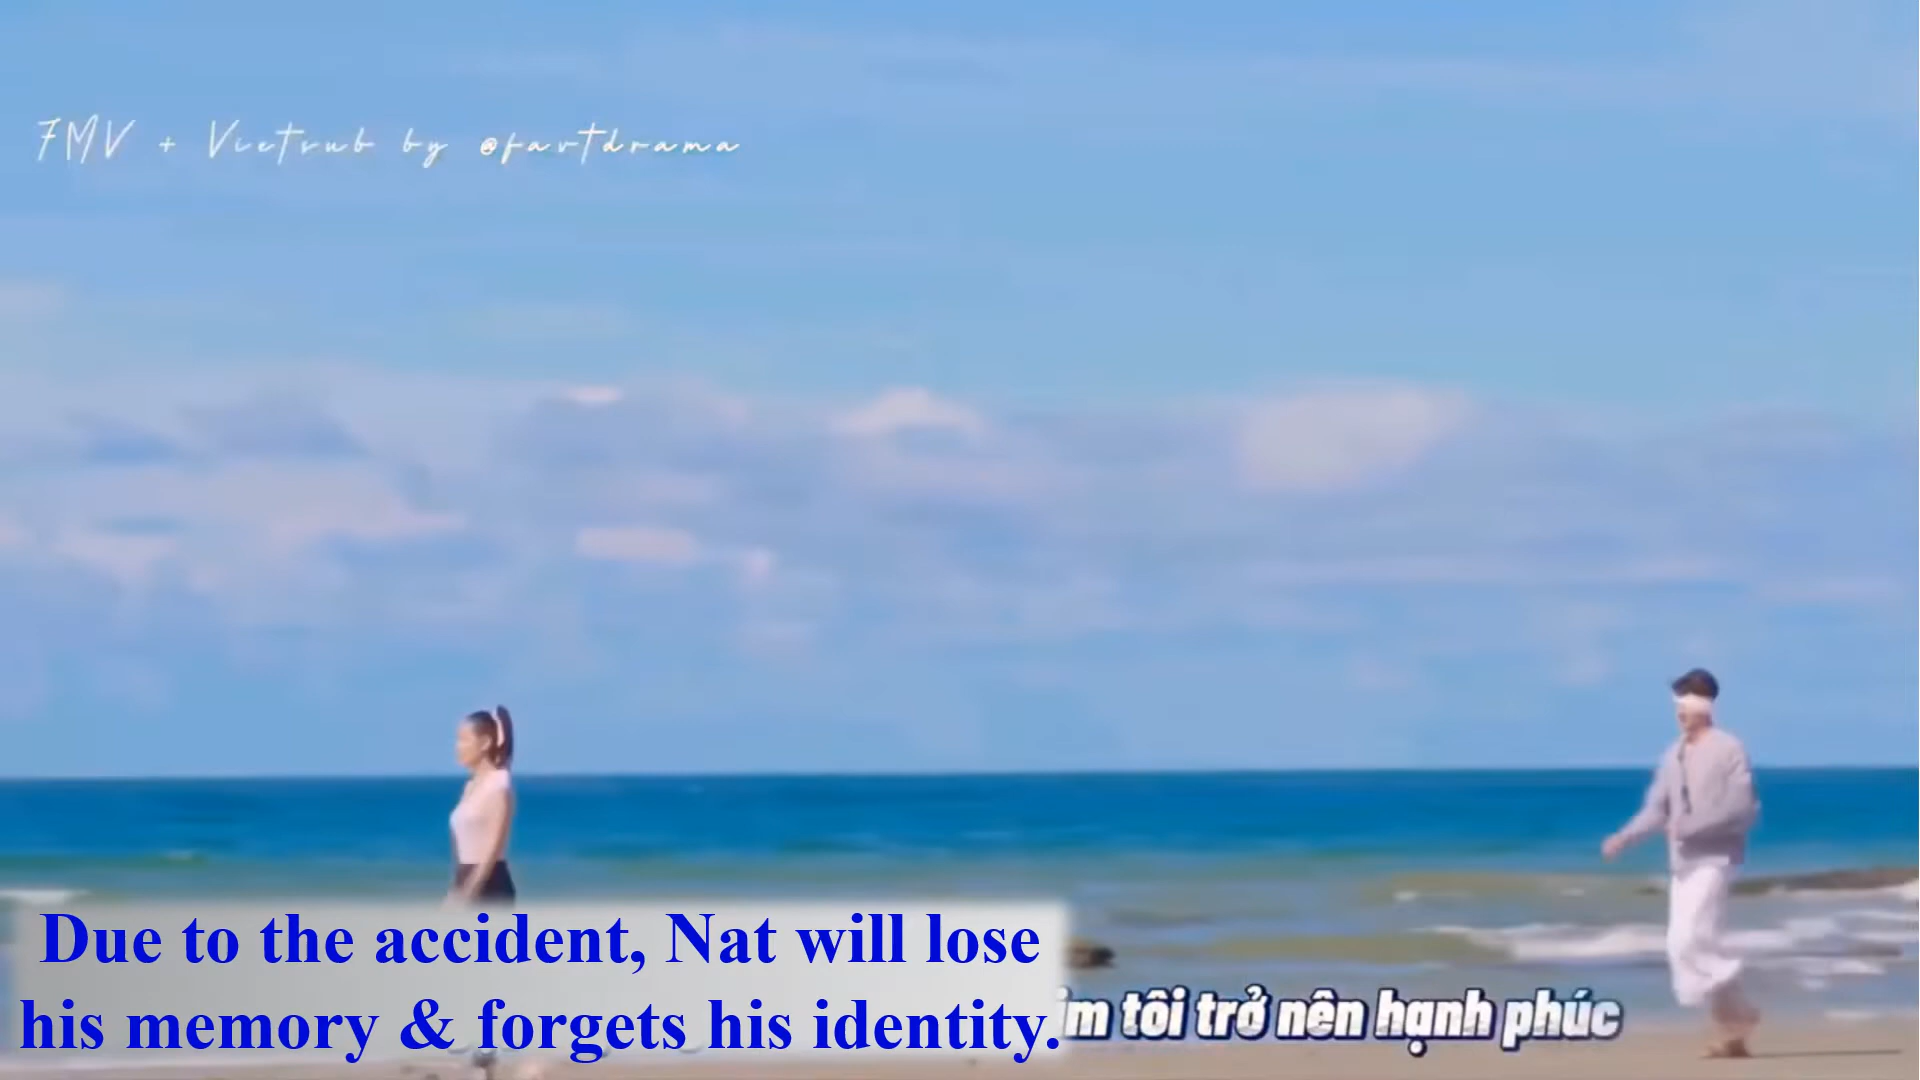 FMV + Vietsub by @favtdrama
Due to the accident, Nat will lose
his memory & forgets his identity.
tôi trở nên hạnh phúc